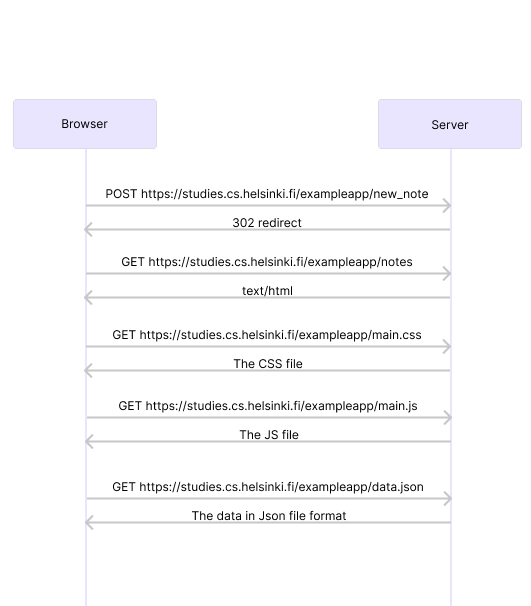 Browser
Server
POST https://studies.cs.helsinki.fi/exampleapp/new_note
302 redirect
GET https://studies.cs.helsinki.fi/exampleapp/notes
text/html
GET https://studies.cs.helsinki.fi/exampleapp/main.css
The CSS file
GET https://studies.cs.helsinki.fi/exampleapp/main.js
The JS file
GET https://studies.cs.helsinki.fi/exampleapp/data.json
The data in Json file format